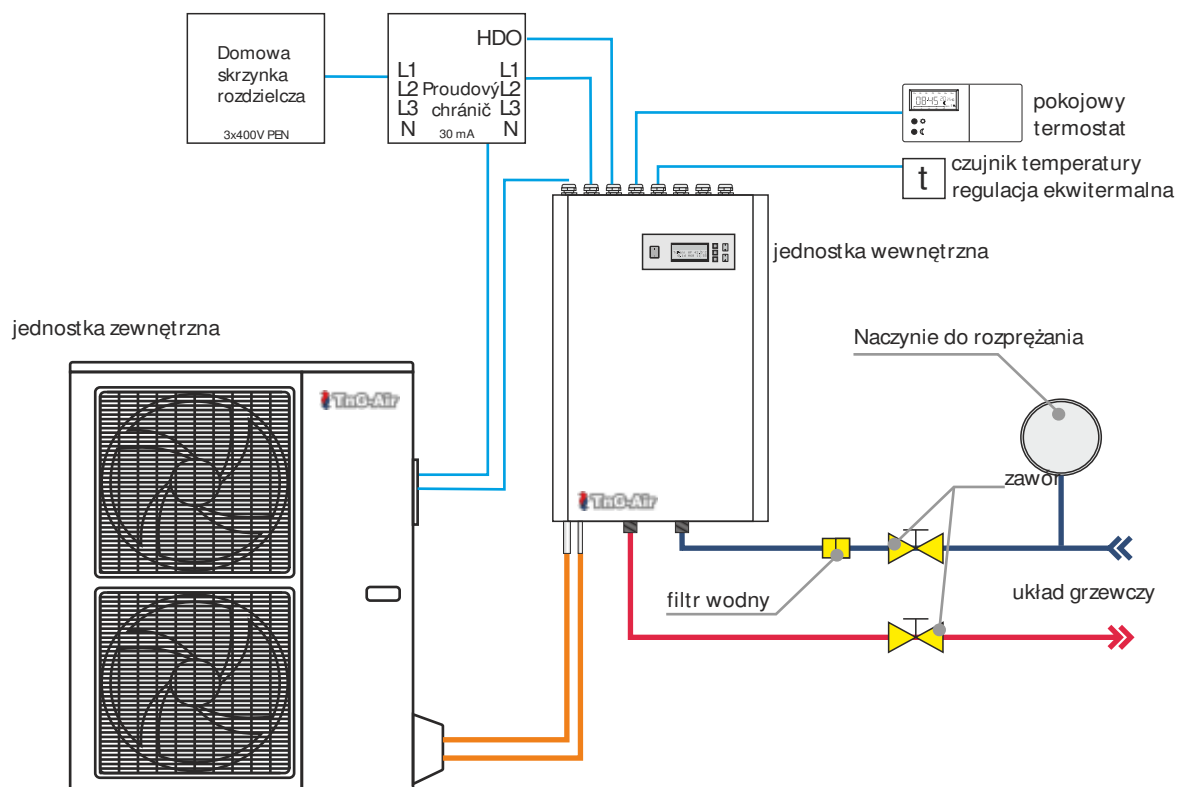 Domowa
skrzynka
rozdzielcza
3x400V PEN
HDO
L1
L2
L3
N
Proudový
chránič
30 mA
L1
L2
L3
N
pokojowy
termostat
t
czujnik temperatury
regulacja ekwitermalna
jednostka wewnętrzna
jednostka zewnętrzna
TnG-Air
Naczynie do rozprężania
zawór
TnG-Air
filtr wodny
układ grzewczy